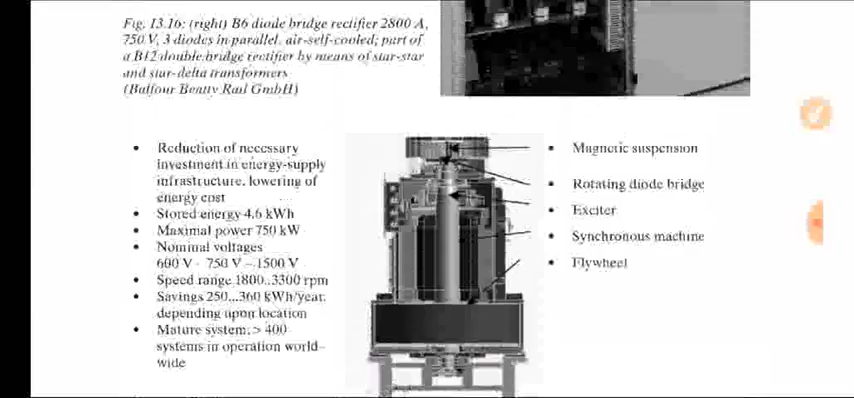 Fig. 13.16: (right) B6 diode bridge rectifier 2800 A,
750 V, 3 diodes in parallel, air-self-cooled; part of
a B12 double bridge rectifier by means of star-star
and star-delta transformers
(Balfour Beatty Rail GmbH)
• Reduction of necessary
investment in energy-supply
infrastructure, lowering of
energy cost
• Stored energy 4.6 kWh
• Maximal power 750 kW
• Nominal voltages
600 V - 750 V – 1500 V
• Speed range 1800..3300 rpm
• Savings 250...360 kWh/year,
depending upon location
• Mature system; > 400
systems in operation world-
wide
• Magnetic suspension
• Rotating diode bridge
• Exciter
• Synchronous machine
• Flywheel